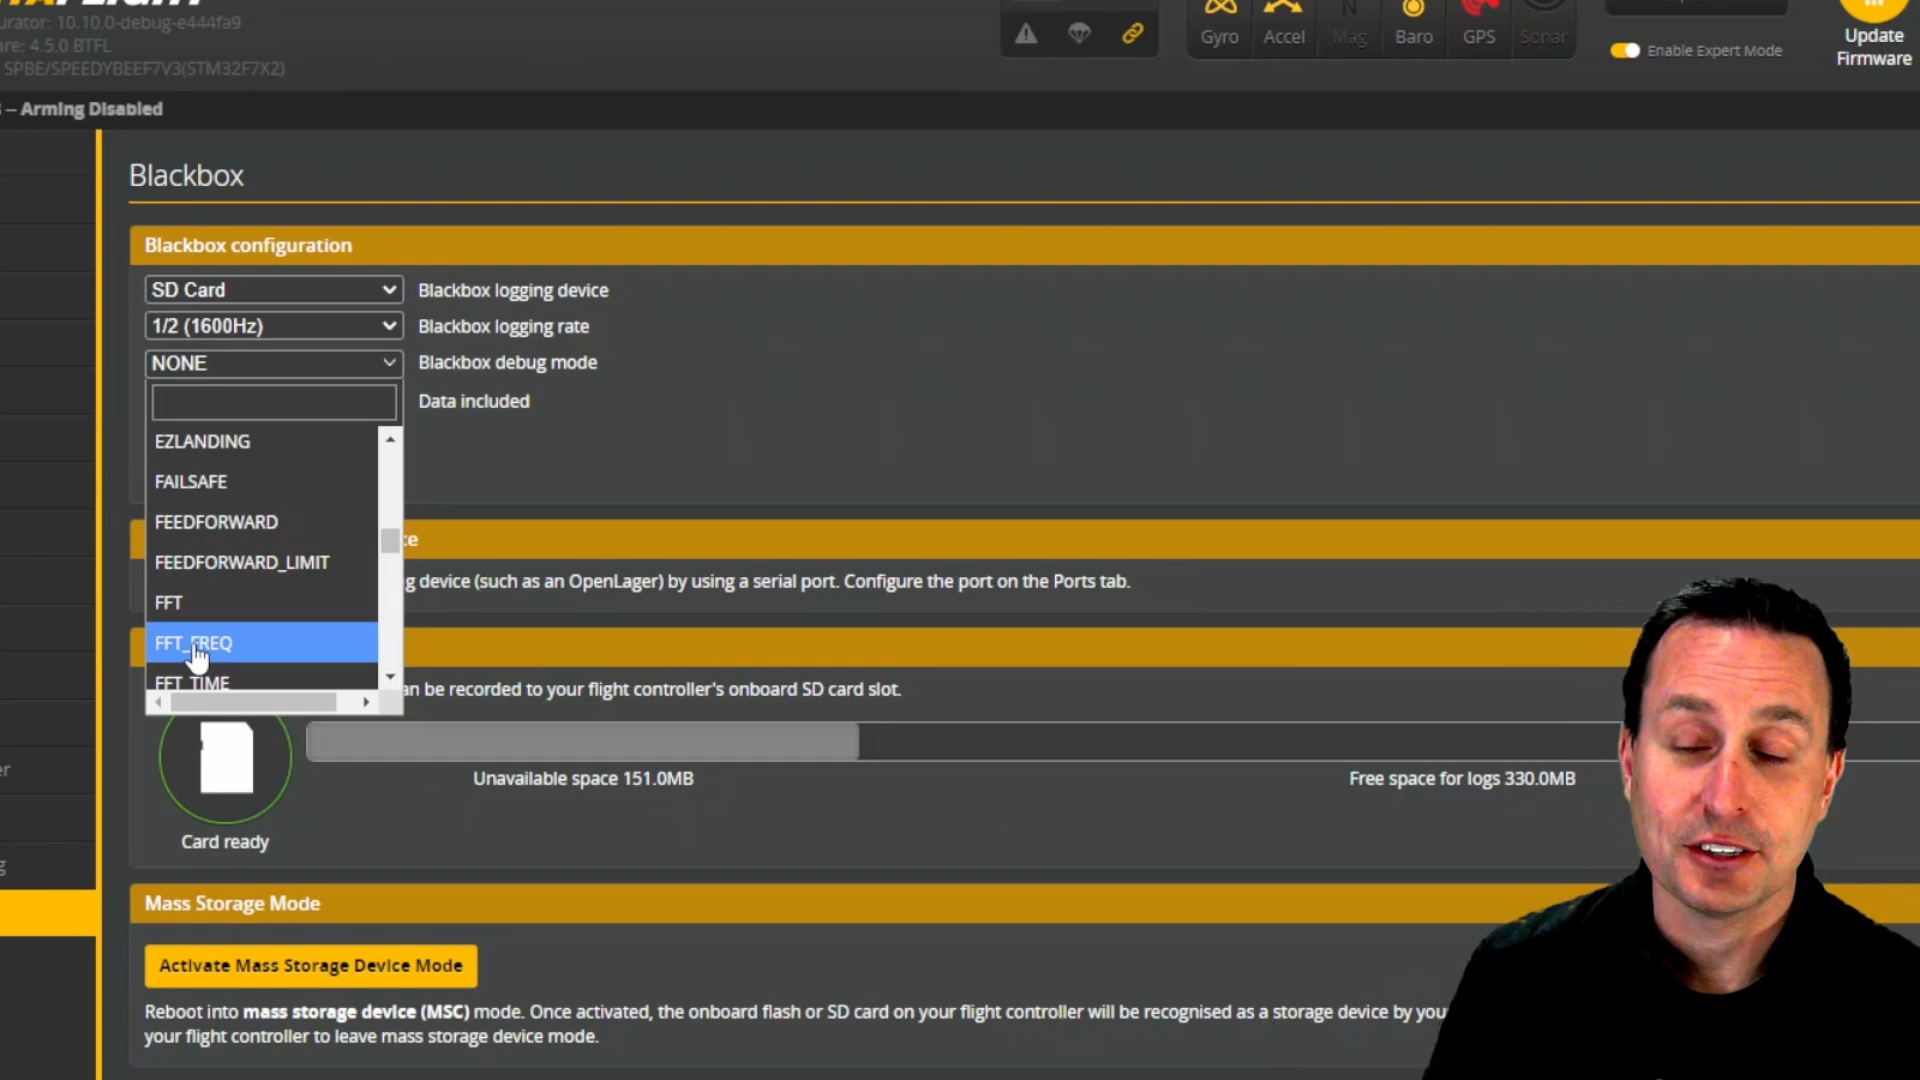 urator: 10.10.0-debug-e444fa9
re: 4.5.0 BTFL
SPBE/SPEEDYBEEF7V3(STM32F7X2)
Gyro
Accel
Mag
Baro
GPS
Sonar
Enable Expert Mode
Update
Firmware
– Arming Disabled
Blackbox
Blackbox configuration
SD Card
Blackbox logging device
1/2 (1600Hz)
Blackbox logging rate
NONE
Blackbox debug mode
Data included
EZLANDING
FAILSAFE
FEEDFORWARD
FEEDFORWARD_LIMIT
FFT
FFT_FREQ
FFT_TIME
ce
g device (such as an OpenLager) by using a serial port. Configure the port on the Ports tab.
an be recorded to your flight controller's onboard SD card slot.
Unavailable space 151.0MB
Free space for logs 330.0MB
Card ready
er
g
Mass Storage Mode
Activate Mass Storage Device Mode
Reboot into mass storage device (MSC) mode. Once activated, the onboard flash or SD card on your flight controller will be recognised as a storage device by you
your flight controller to leave mass storage device mode.